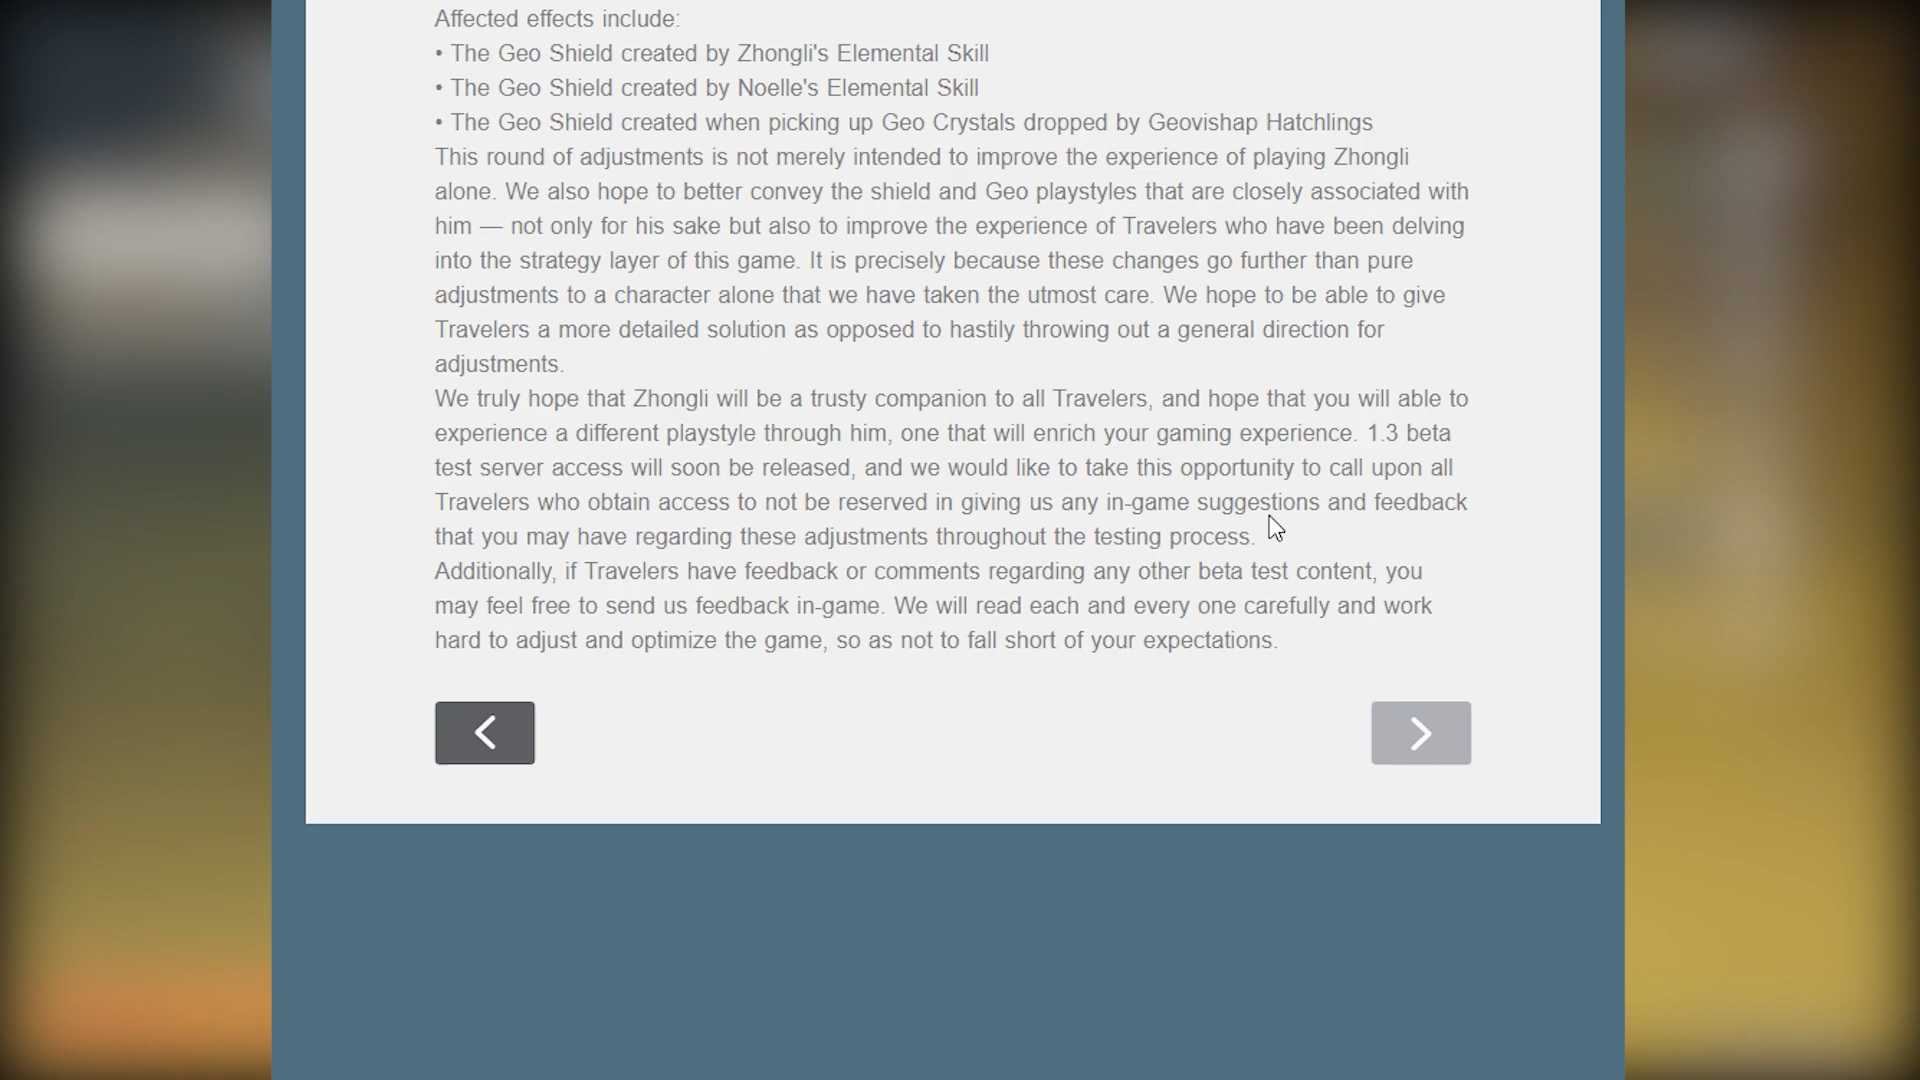 Affected effects include:
• The Geo Shield created by Zhongli's Elemental Skill
• The Geo Shield created by Noelle's Elemental Skill
• The Geo Shield created when picking up Geo Crystals dropped by Geovishap Hatchlings
This round of adjustments is not merely intended to improve the experience of playing Zhongli
alone. We also hope to better convey the shield and Geo playstyles that are closely associated with
him — not only for his sake but also to improve the experience of Travelers who have been delving
into the strategy layer of this game. It is precisely because these changes go further than pure
adjustments to a character alone that we have taken the utmost care. We hope to be able to give
Travelers a more detailed solution as opposed to hastily throwing out a general direction for
adjustments.
We truly hope that Zhongli will be a trusty companion to all Travelers, and hope that you will able to
experience a different playstyle through him, one that will enrich your gaming experience. 1.3 beta
test server access will soon be released, and we would like to take this opportunity to call upon all
Travelers who obtain access to not be reserved in giving us any in-game suggestions and feedback
that you may have regarding these adjustments throughout the testing process.
Additionally, if Travelers have feedback or comments regarding any other beta test content, you
may feel free to send us feedback in-game. We will read each and every one carefully and work
hard to adjust and optimize the game, so as not to fall short of your expectations.